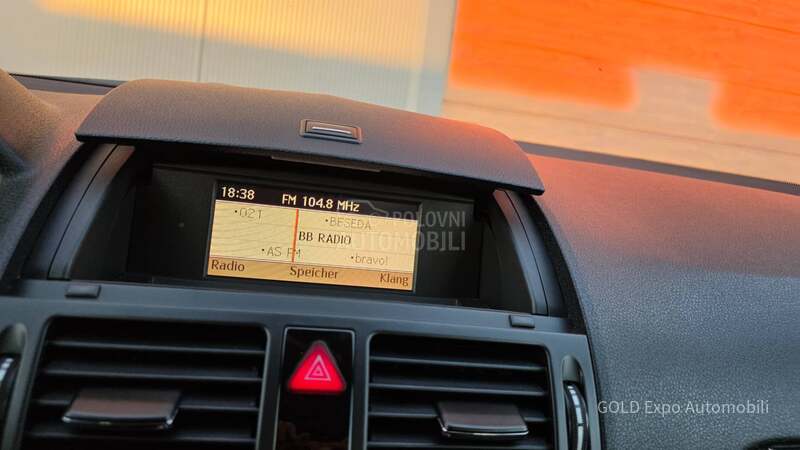 18:38 FM 104.8 MHz
•021 •BESEDA
BB RADIO
•AS FM •bravo!
Radio Speicher Klang
POLOVNI
AUTOMOBILI
GOLD Expo Automobili